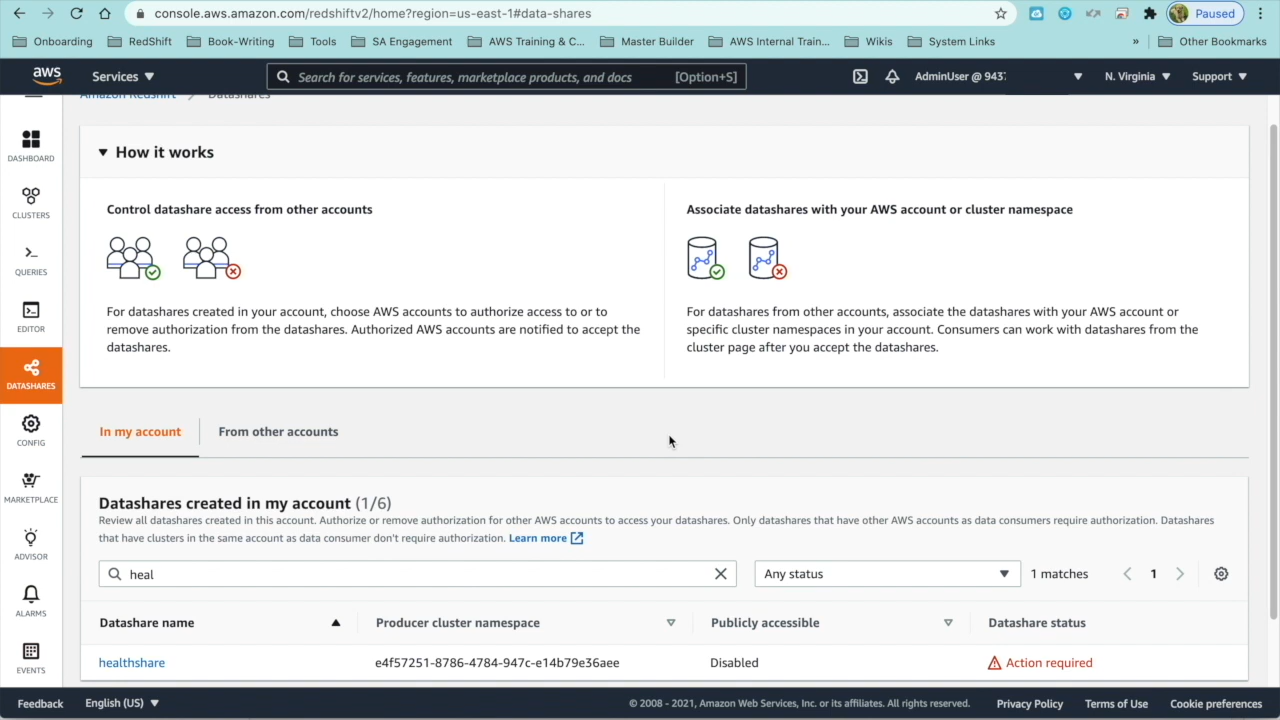 console.aws.amazon.com/redshiftv2/home?region=us-east-1#data-shares
Paused
Onboarding
RedShift
Book-Writing
Tools
SA Engagement
AWS Training & C...
Master Builder
AWS Internal Train...
Wikis
System Links
»
Other Bookmarks
aws
Services
Search for services, features, marketplace products, and docs
[Option+S]
AdminUser @ 943
N. Virginia
Support
Amazon Redshift
Datashares
DASHBOARD
CLUSTERS
QUERIES
EDITOR
DATASHARES
CONFIG
MARKETPLACE
ADVISOR
ALARMS
EVENTS
How it works
Control datashare access from other accounts
For datashares created in your account, choose AWS accounts to authorize access to or to
remove authorization from the datashares. Authorized AWS accounts are notified to accept the
datashares.
Associate datashares with your AWS account or cluster namespace
For datashares from other accounts, associate the datashares with your AWS account or
specific cluster namespaces in your account. Consumers can work with datashares from the
cluster page after you accept the datashares.
In my account
From other accounts
Datashares created in my account (1/6)
Review all datashares created in this account. Authorize or remove authorization for other AWS accounts to access your datashares. Only datashares that have other AWS accounts as data consumers require authorization. Datashares
that have clusters in the same account as data consumer don't require authorization. Learn more
heal
Any status
1 matches
1
Datashare name
Producer cluster namespace
Publicly accessible
Datashare status
healthshare
e4f57251-8786-4784-947c-e14b79e36aee
Disabled
Action required
Feedback
English (US)
© 2008 - 2021, Amazon Web Services, Inc. or its affiliates. All rights reserved.
Privacy Policy
Terms of Use
Cookie preferences